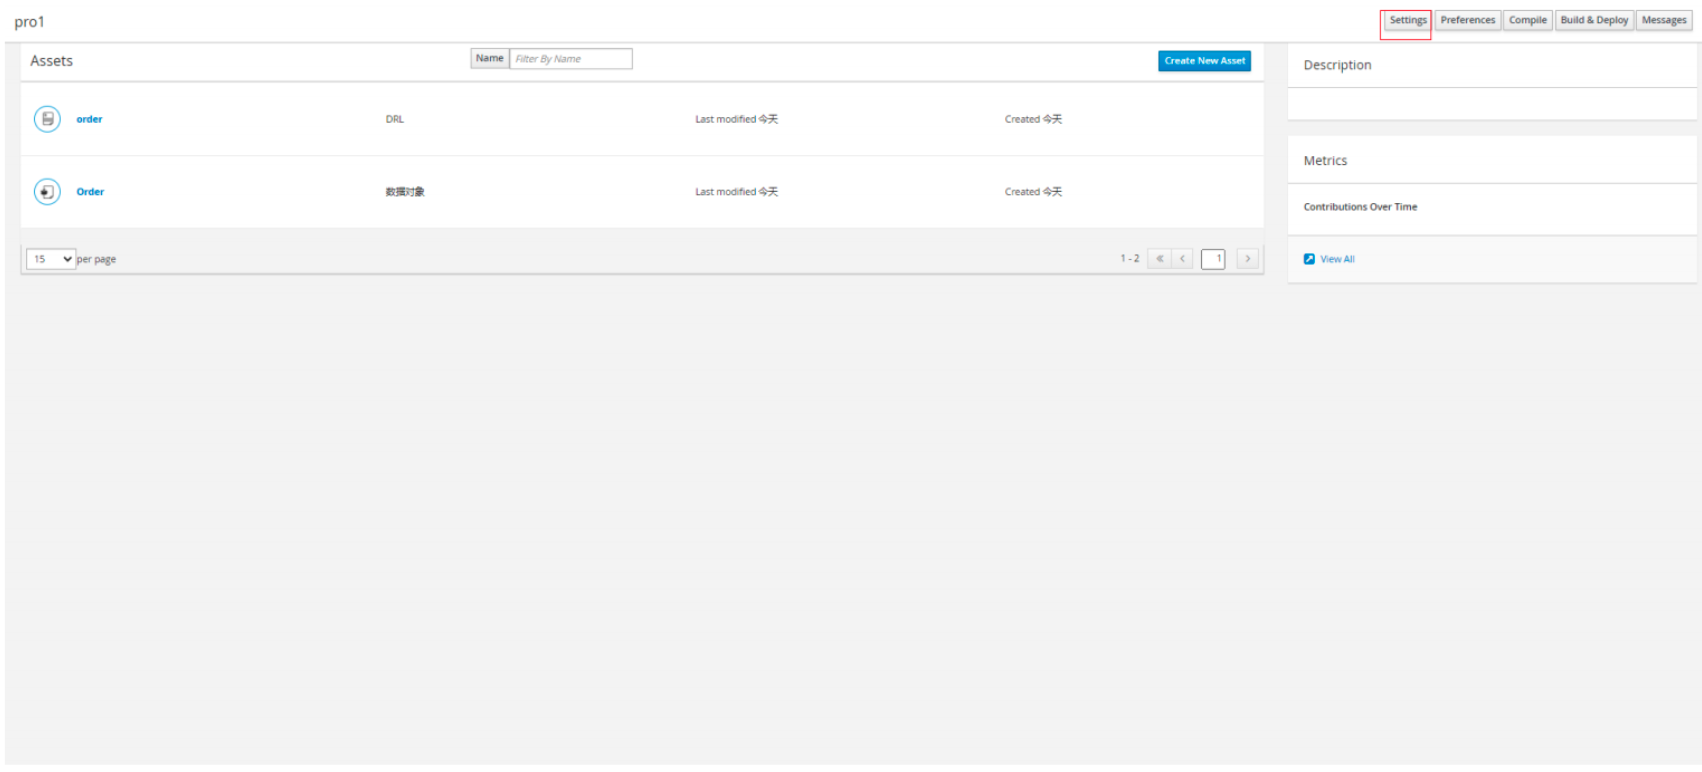 pro1
Settings Preferences Compile Build & Deploy Messages
Assets
Name Filter By Name
Create New Asset
order DRL Last modified 今天 Created 今天
Order 数据对象 Last modified 今天 Created 今天
15 per page
1 - 2 « < 1 >
Description
Metrics
Contributions Over Time
View All